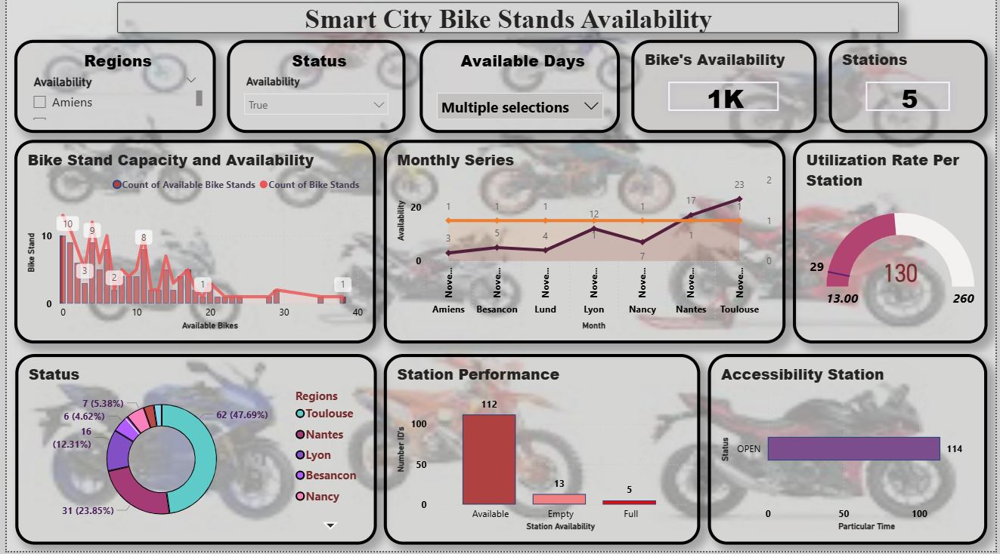 Smart City Bike Stands Availability
Regions
Availability
Amiens
Status
Availability
True
Available Days
Multiple selections
Bike's Availability
1K
Stations
5
Bike Stand Capacity and Availability
Count of Available Bike Stands Count of Bike Stands
Bike Stand
10
0
10
3
9
2
8
1
1
0 10 20 30 40
Available Bikes
Monthly Series
Availability
20
0
2
1
0
1 1 1 12 1 17 23
3 5 4 1 7 1 1
Nove... Nove... Nove... Nove... Nove... Nove... Nove...
Amiens Besancon Lund Lyon Nancy Nantes Toulouse
Month
Utilization Rate Per
Station
29
130
13.00 260
Status
7 (5.38%)
6 (4.62%)
16
(12.31%)
31 (23.85%)
62 (47.69%)
Regions
Toulouse
Nantes
Lyon
Besancon
Nancy
Station Performance
Number ID's
100
50
0
112
13
5
Available Empty Full
Station Availability
Accessibility Station
Status
OPEN
114
0 50 100
Particular Time